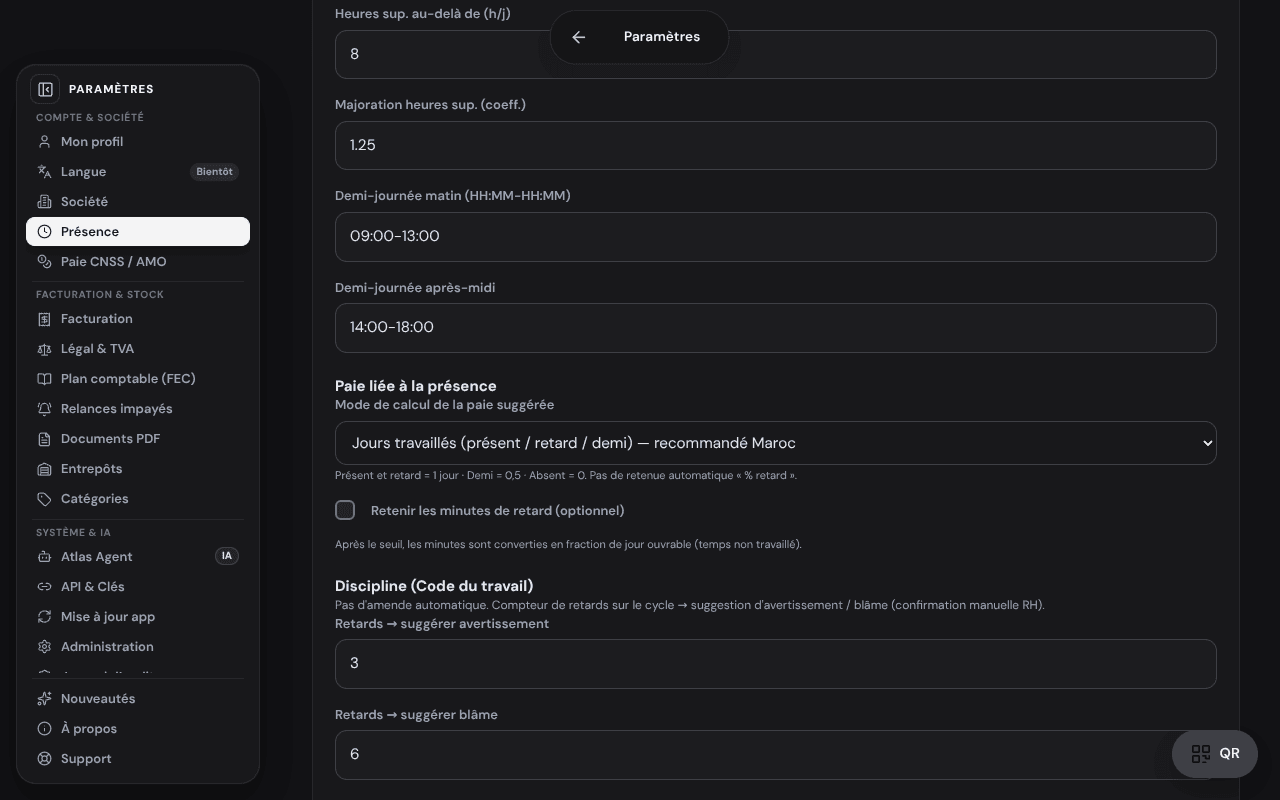 Paramètres
PARAMÈTRES
COMPTE & SOCIÉTÉ
Mon profil
Langue
Bientôt
Société
Présence
Paie CNSS / AMO
FACTURATION & STOCK
Facturation
Légal & TVA
Plan comptable (FEC)
Relances impayés
Documents PDF
Entrepôts
Catégories
SYSTÈME & IA
Atlas Agent
IA
API & Clés
Mise à jour app
Administration
Nouveautés
À propos
Support
Heures sup. au-delà de (h/j)
8
Majoration heures sup. (coeff.)
1.25
Demi-journée matin (HH:MM-HH:MM)
09:00-13:00
Demi-journée après-midi
14:00-18:00
Paie liée à la présence
Mode de calcul de la paie suggérée
Jours travaillés (présent / retard / demi) — recommandé Maroc
Présent et retard = 1 jour · Demi = 0,5 · Absent = 0. Pas de retenue automatique « % retard ».
Retenir les minutes de retard (optionnel)
Après le seuil, les minutes sont converties en fraction de jour ouvrable (temps non travaillé).
Discipline (Code du travail)
Pas d'amende automatique. Compteur de retards sur le cycle → suggestion d'avertissement / blâme (confirmation manuelle RH).
Retards → suggérer avertissement
3
Retards → suggérer blâme
6
QR